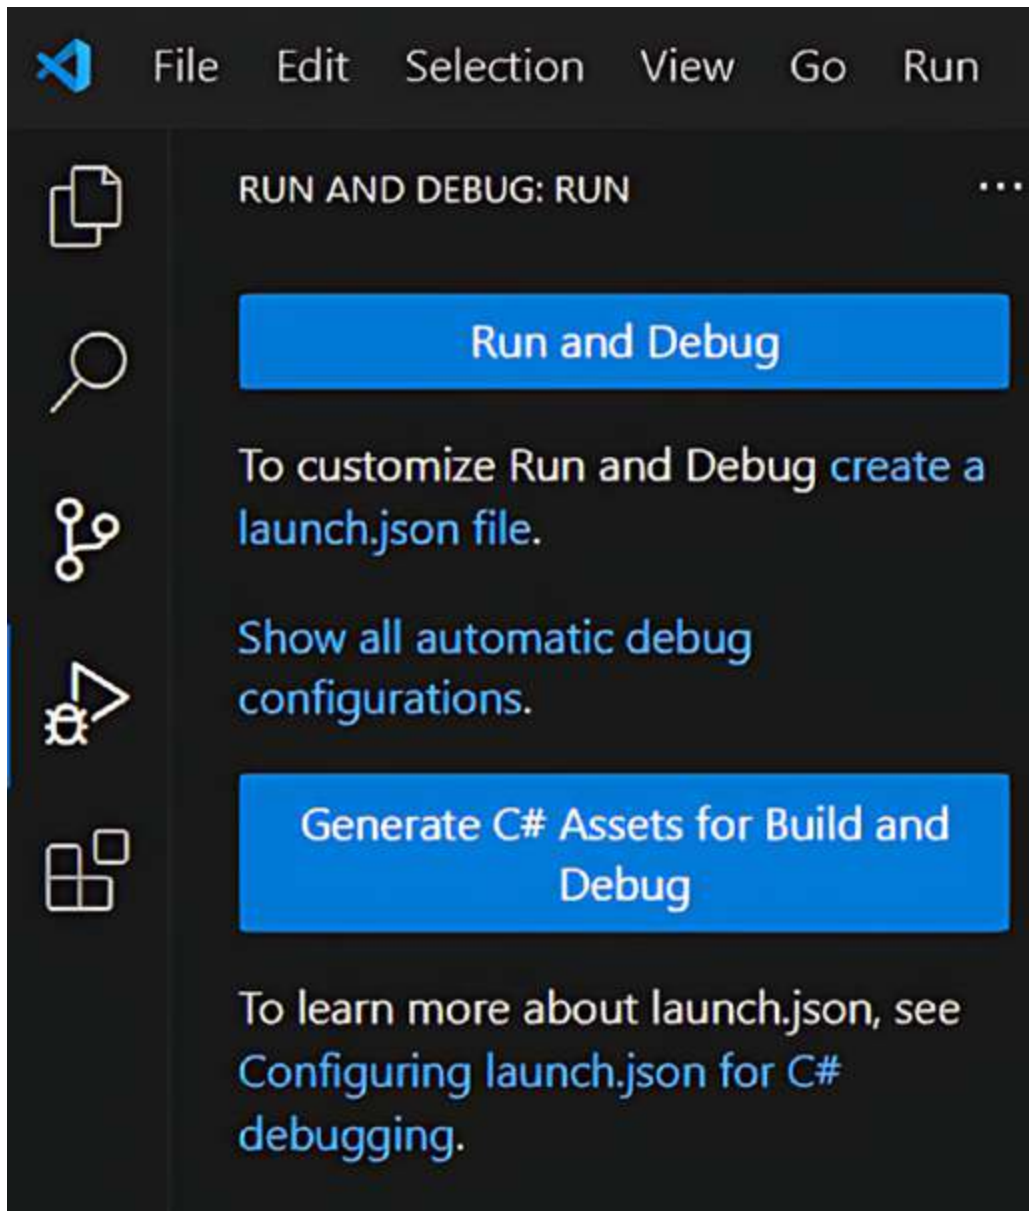 File Edit Selection View Go Run
RUN AND DEBUG: RUN
Run and Debug
To customize Run and Debug create a
launch.json file.
Show all automatic debug
configurations.
Generate C# Assets for Build and
Debug
To learn more about launch.json, see
Configuring launch.json for C#
debugging.